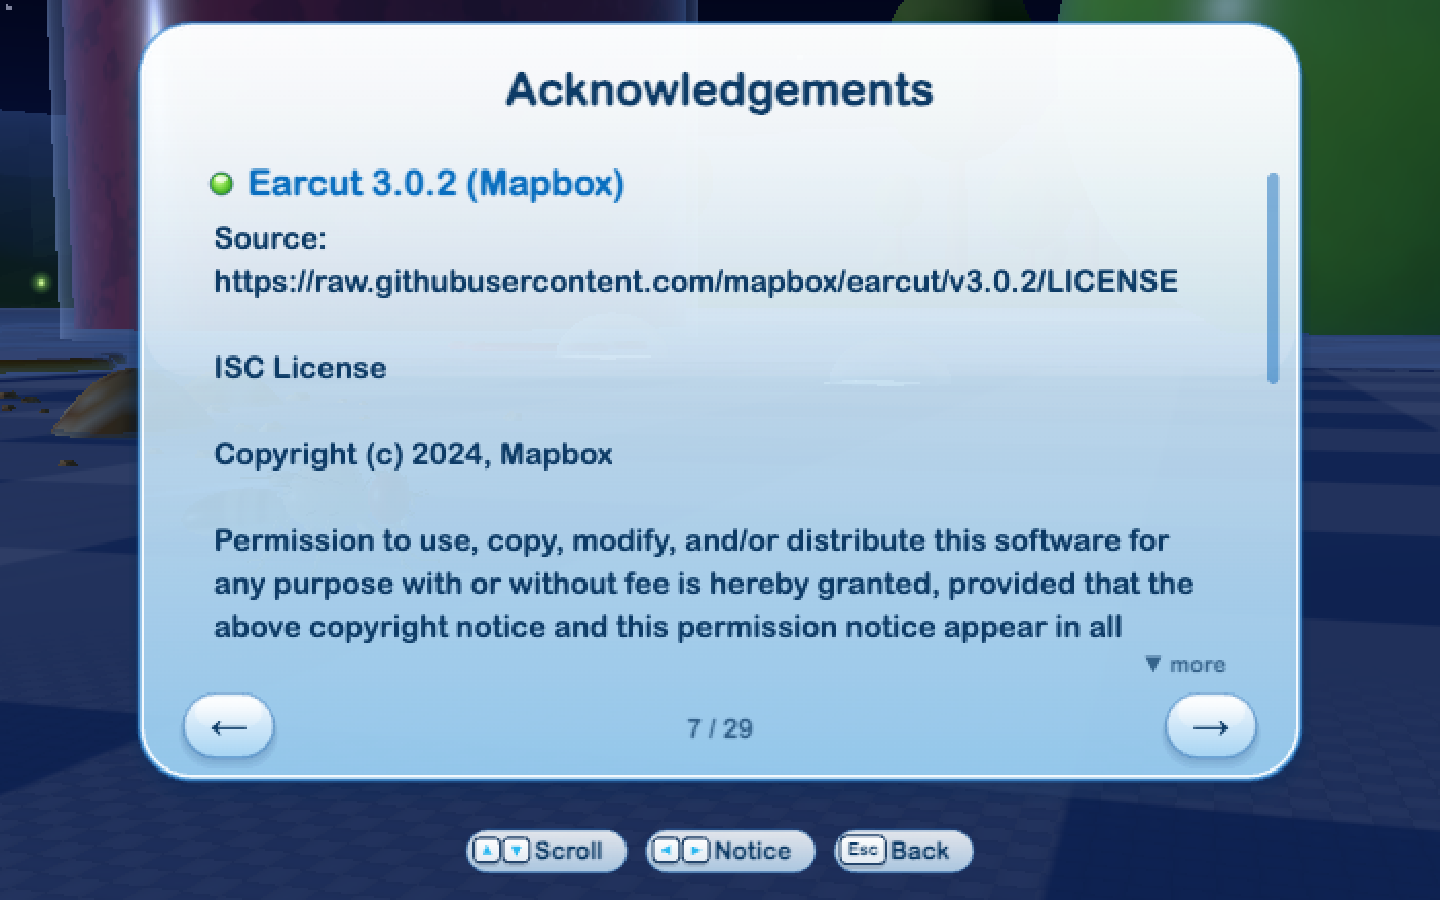 Acknowledgements
Earcut 3.0.2 (Mapbox)
Source:
https://raw.githubusercontent.com/mapbox/earcut/v3.0.2/LICENSE
ISC License
Copyright (c) 2024, Mapbox
Permission to use, copy, modify, and/or distribute this software for
any purpose with or without fee is hereby granted, provided that the
above copyright notice and this permission notice appear in all
▼ more
← 7 / 29 →
▲ ▼ Scroll ◄ ► Notice Esc Back